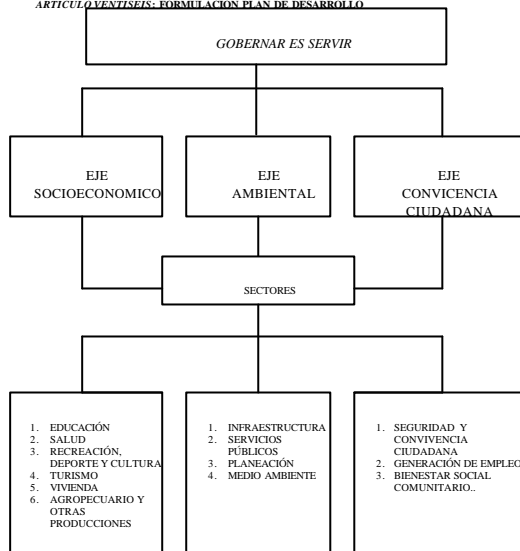 ARTICULO VENTISEIS: FORMULACION PLAN DE DESARROLLO
GOBERNAR ES SERVIR
EJE
SOCIOECONOMICO
EJE
AMBIENTAL
EJE
CONVICENCIA
CIUDADANA
SECTORES
1. EDUCACIÓN
2. SALUD
3. RECREACIÓN,
DEPORTE Y CULTURA
4. TURISMO
5. VIVIENDA
6. AGROPECUARIO Y
OTRAS
PRODUCCIONES
1. INFRAESTRUCTURA
2. SERVICIOS
PÚBLICOS
3. PLANEACIÓN
4. MEDIO AMBIENTE
1. SEGURIDAD Y
CONVIVENCIA
CIUDADANA
2. GENERACIÓN DE EMPLEO
3. BIENESTAR SOCIAL
COMUNITARIO..